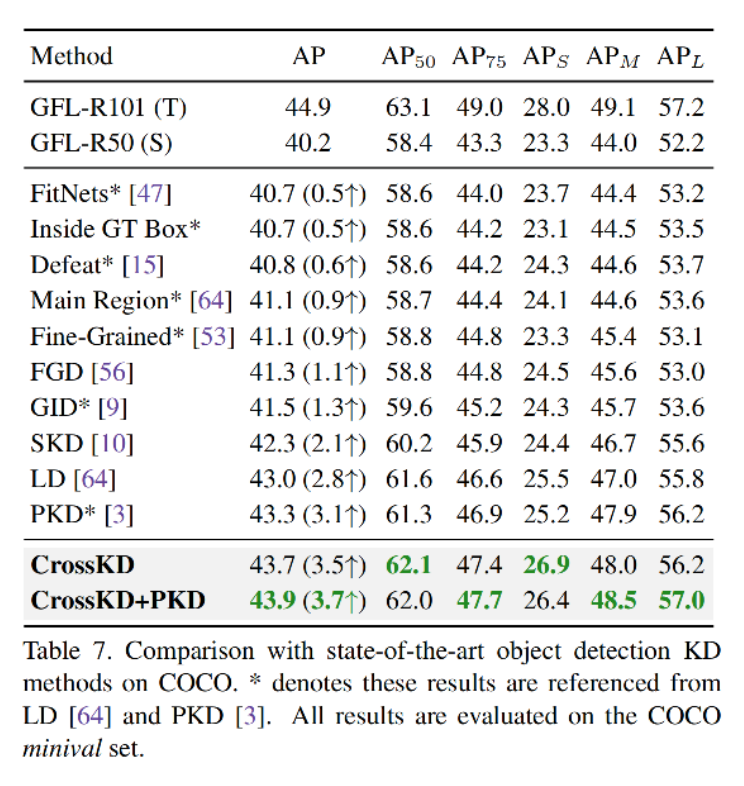 Method AP AP50 AP75 APS APM APL
GFL-R101 (T) 44.9 63.1 49.0 28.0 49.1 57.2
GFL-R50 (S) 40.2 58.4 43.3 23.3 44.0 52.2
FitNets* [47] 40.7 (0.5↑) 58.6 44.0 23.7 44.4 53.2
Inside GT Box* 40.7 (0.5↑) 58.6 44.2 23.1 44.5 53.5
Defeat* [15] 40.8 (0.6↑) 58.6 44.2 24.3 44.6 53.7
Main Region* [64] 41.1 (0.9↑) 58.7 44.4 24.1 44.6 53.6
Fine-Grained* [53] 41.1 (0.9↑) 58.8 44.8 23.3 45.4 53.1
FGD [56] 41.3 (1.1↑) 58.8 44.8 24.5 45.6 53.0
GID* [9] 41.5 (1.3↑) 59.6 45.2 24.3 45.7 53.6
SKD [10] 42.3 (2.1↑) 60.2 45.9 24.4 46.7 55.6
LD [64] 43.0 (2.8↑) 61.6 46.6 25.5 47.0 55.8
PKD* [3] 43.3 (3.1↑) 61.3 46.9 25.2 47.9 56.2
CrossKD 43.7 (3.5↑) 62.1 47.4 26.9 48.0 56.2
CrossKD+PKD 43.9 (3.7↑) 62.0 47.7 26.4 48.5 57.0
Table 7. Comparison with state-of-the-art object detection KD
methods on COCO. * denotes these results are referenced from
LD [64] and PKD [3]. All results are evaluated on the COCO
minival set.